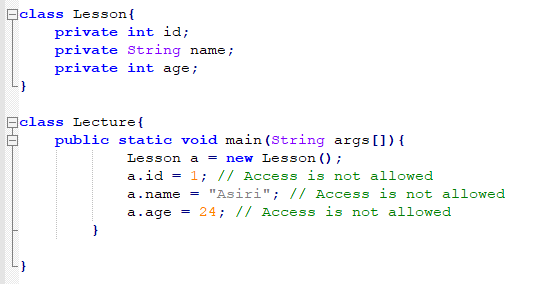 class Lesson{
private int id;
private String name;
private int age;
}
class Lecture{
public static void main(String args[]){
Lesson a = new Lesson();
a.id = 1; // Access is not allowed
a.name = "Asiri"; // Access is not allowed
a.age = 24; // Access is not allowed
}
}